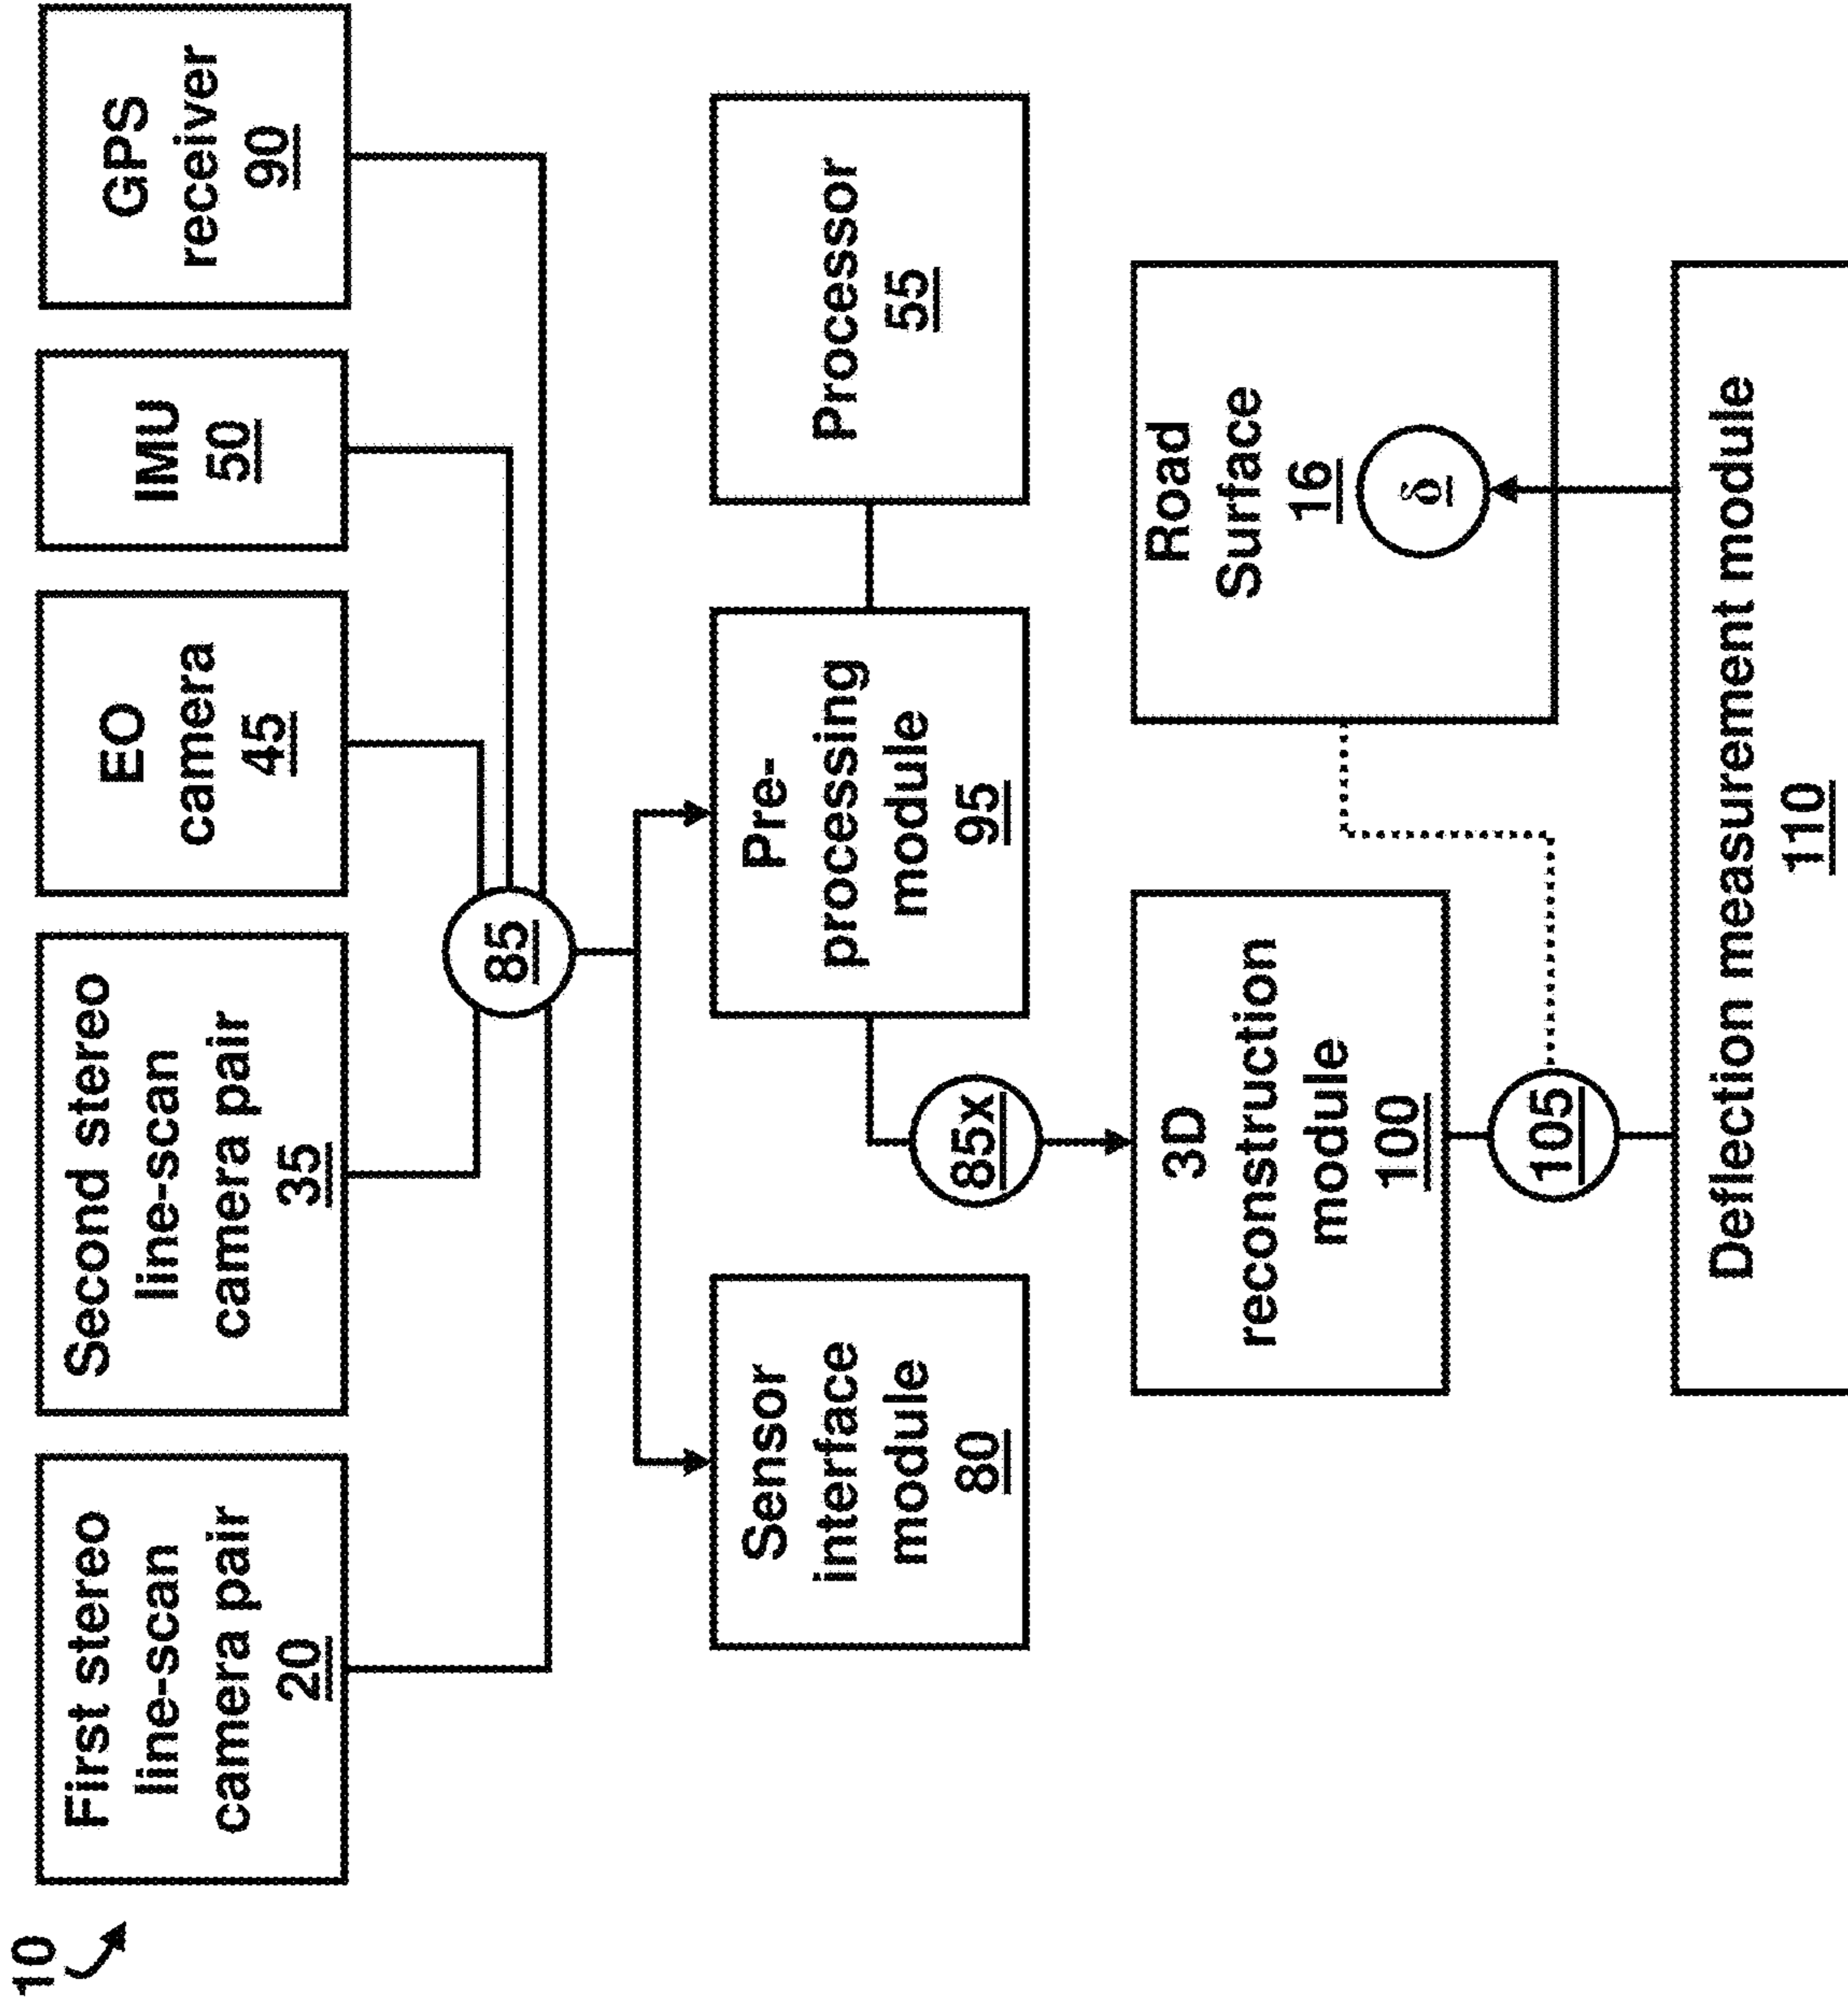 10
First stereo
line-scan
camera pair
20
Second stereo
line-scan
camera pair
35
EO
camera
45
IMU
50
GPS
receiver
90
85
Sensor
interface
module
80
Pre-
processing
module
95
Processor
55
85x
3D
reconstruction
module
100
Road
Surface
16
δ
105
Deflection measurement module
110